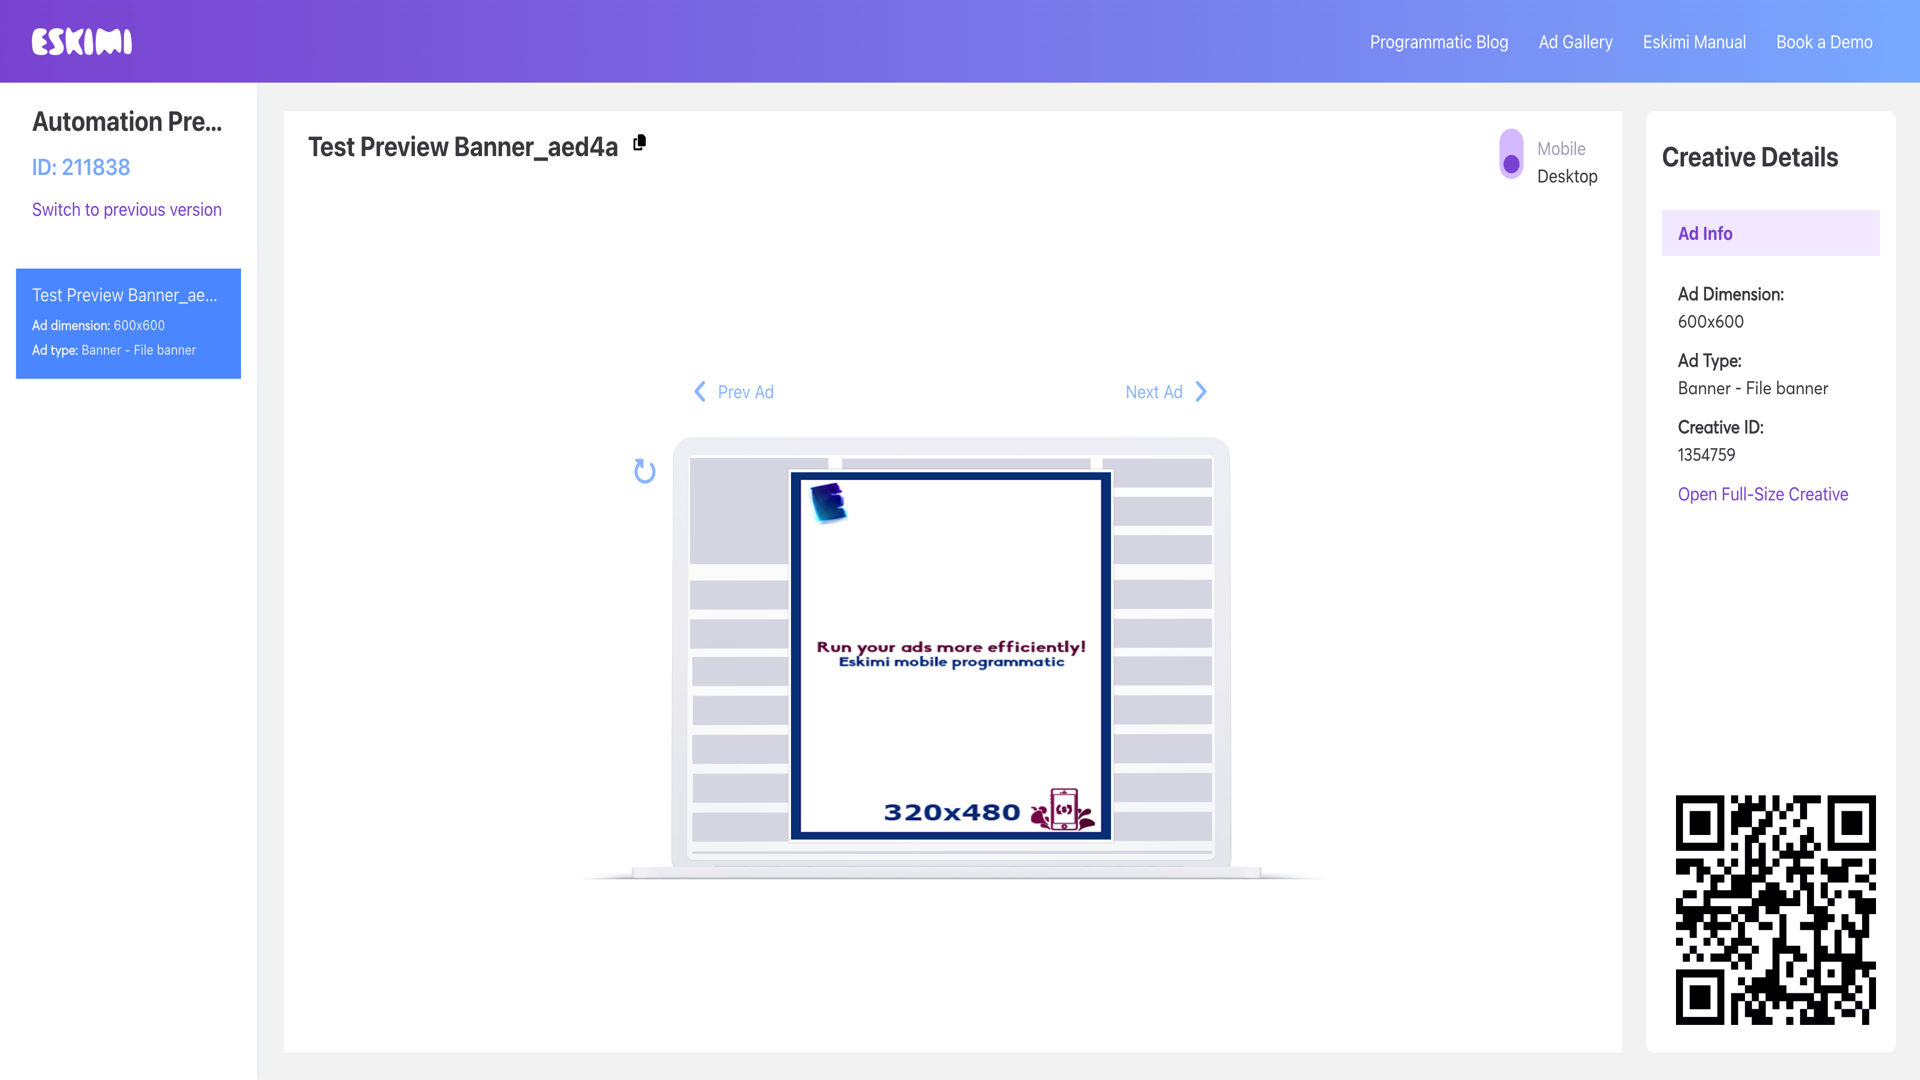 ESKIMI
Programmatic Blog
Ad Gallery
Eskimi Manual
Book a Demo
Automation Pre...
ID: 211838
Switch to previous version
Test Preview Banner_ae...
Ad dimension: 600x600
Ad type: Banner - File banner
Test Preview Banner_aed4a
Mobile
Desktop
Prev Ad
Next Ad
E
Run your ads more efficiently!
Eskimi mobile programmatic
320x480
Creative Details
Ad Info
Ad Dimension:
600x600
Ad Type:
Banner - File banner
Creative ID:
1354759
Open Full-Size Creative